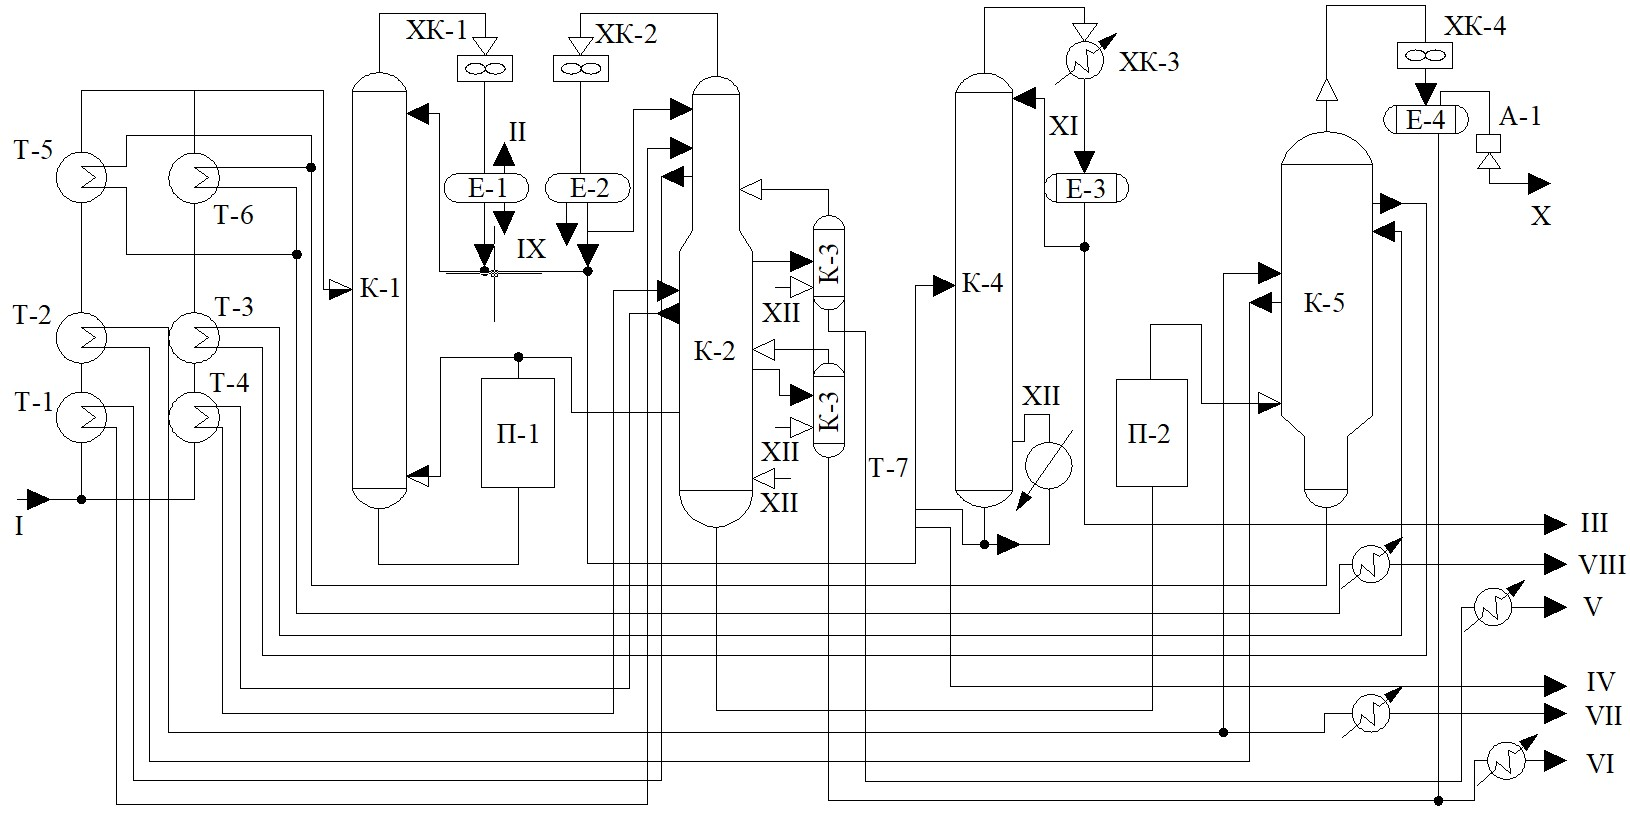 ХК-1
ХК-2
ХК-3
ХК-4
Т-5
Т-6
II
Е-1
Е-2
IX
XI
Е-3
Е-4
А-1
X
К-1
К-3
XII
К-4
К-5
Т-2
Т-3
К-2
Т-1
Т-4
К-3
XII
XII
П-1
П-2
XII
Т-7
I
III
VIII
V
IV
VII
VI